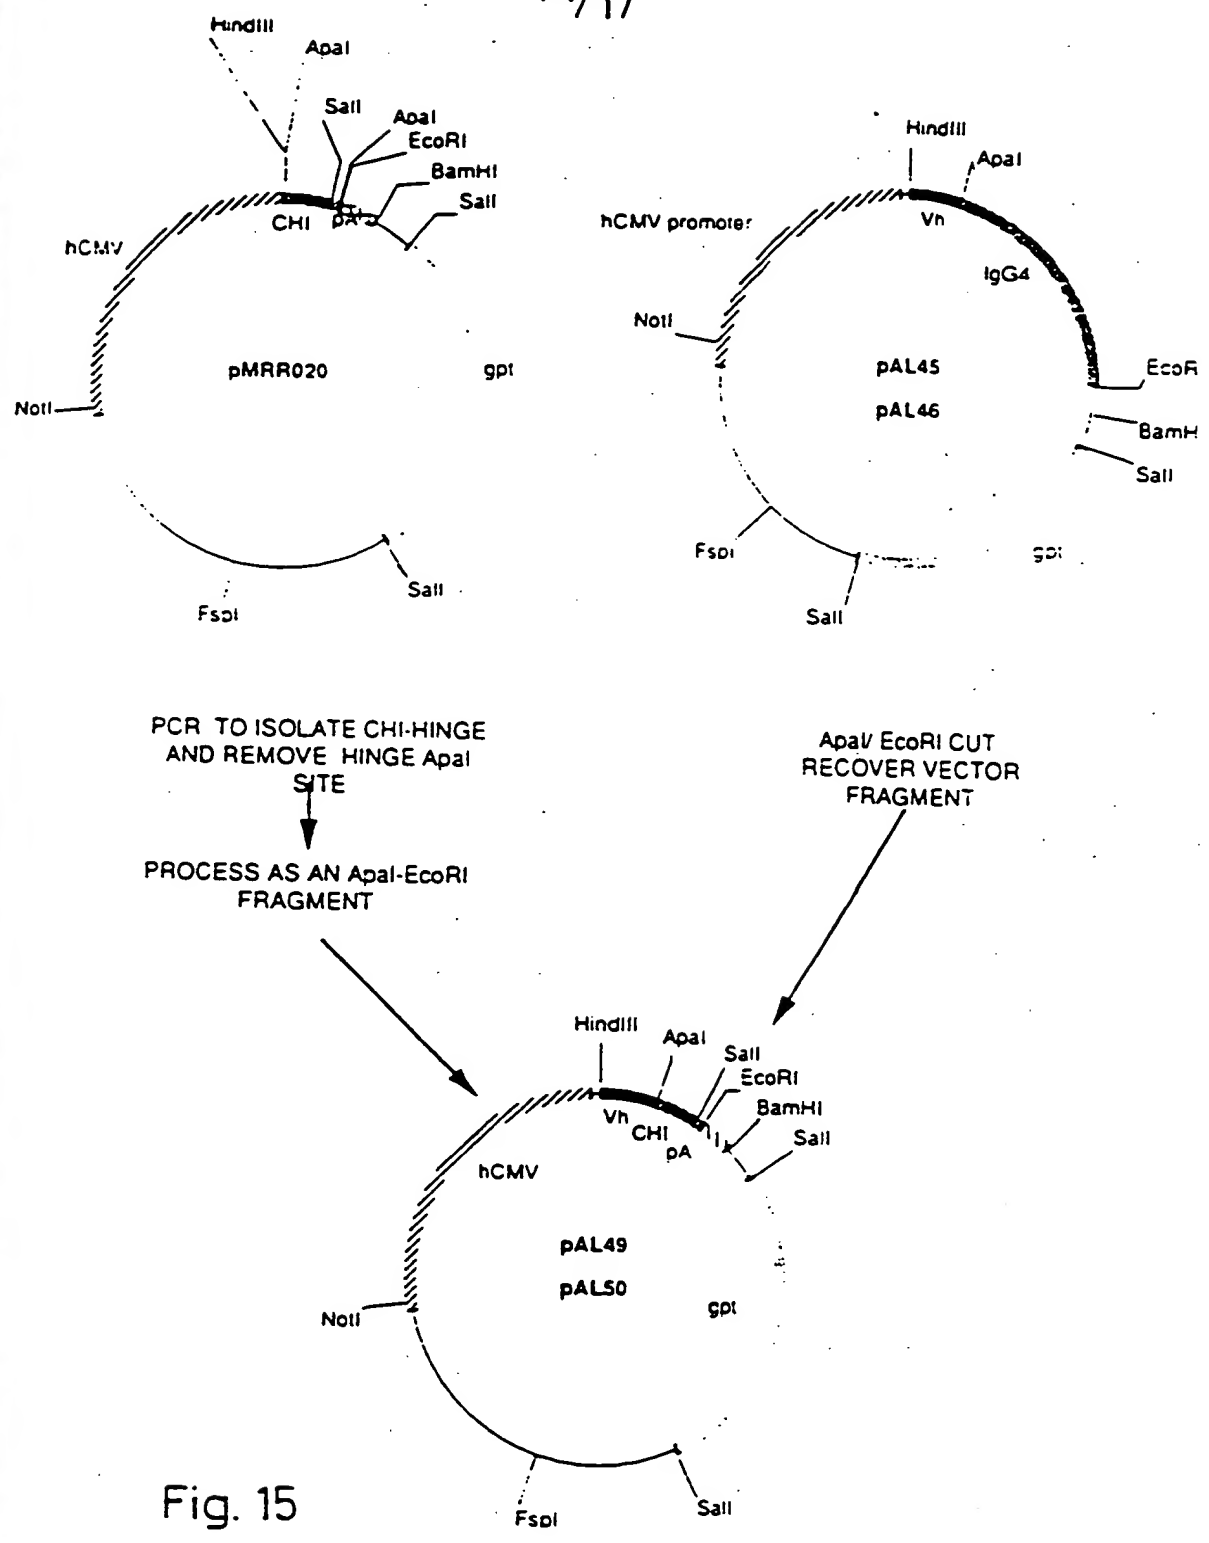 HindIII
ApaI
SalI
ApaI
EcoRI
BamHI
SalI
CHI
pA
hCMV
pMRR020
gpt
NotI
FspI
SalI
HindIII
ApaI
hCMV promoter
Vh
IgG4
NotI
pAL45
pAL46
EcoR
BamH
SalI
FspI
gpt
SalI
PCR TO ISOLATE CHI-HINGE
AND REMOVE HINGE ApaI
SITE
ApaI/ EcoRI CUT
RECOVER VECTOR
FRAGMENT
PROCESS AS AN ApaI-EcoRI
FRAGMENT
HindIII
ApaI
SalI
EcoRI
BamHI
SalI
Vh
CHI
pA
hCMV
pAL49
pAL50
gpt
NotI
FspI
SalI
Fig. 15